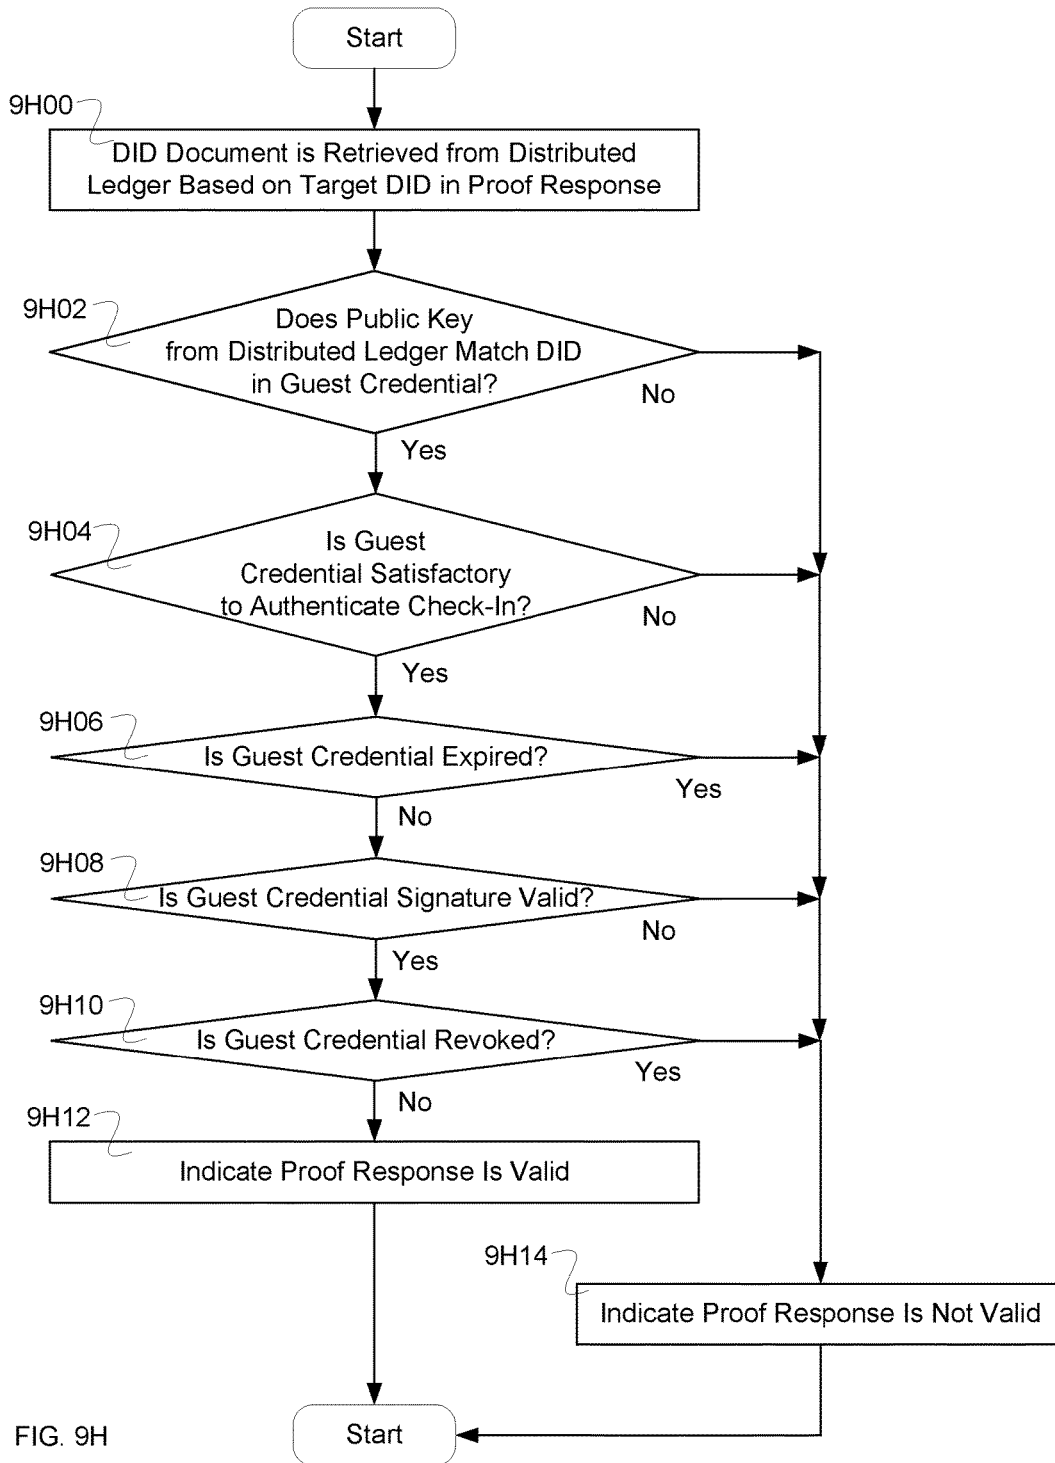 Start
9H00
DID Document is Retrieved from Distributed
Ledger Based on Target DID in Proof Response
9H02
Does Public Key
from Distributed Ledger Match DID
in Guest Credential?
No
Yes
9H04
Is Guest
Credential Satisfactory
to Authenticate Check-In?
No
Yes
9H06
Is Guest Credential Expired?
Yes
No
9H08
Is Guest Credential Signature Valid?
No
Yes
9H10
Is Guest Credential Revoked?
Yes
No
9H12
Indicate Proof Response Is Valid
9H14
Indicate Proof Response Is Not Valid
Start
FIG. 9H